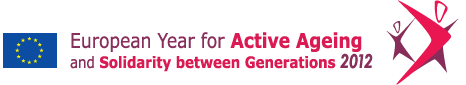 European Year for Active Ageing
and Solidarity between Generations 2012